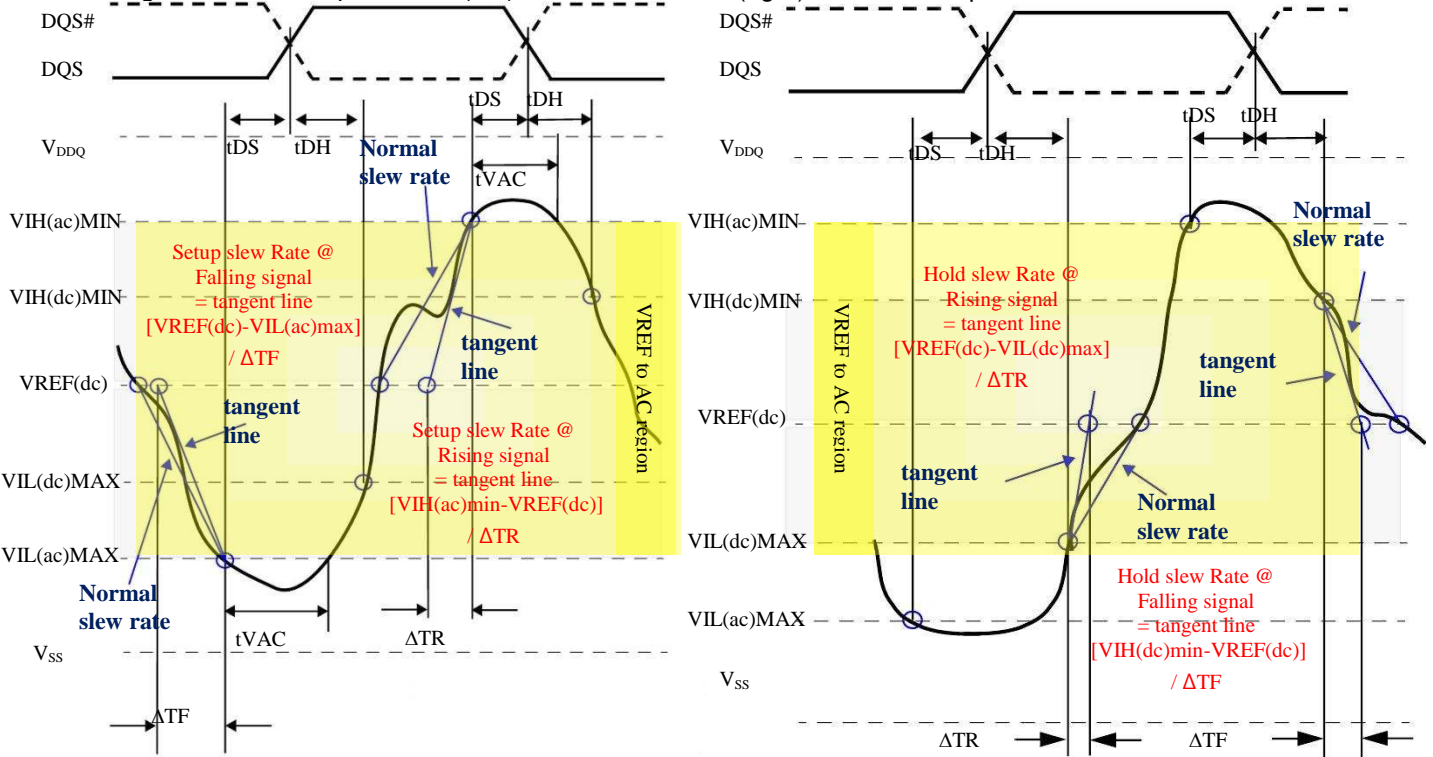 DQS#
DQS
tDS
tDH
tDS
tDH
V_DDQ
Normal
slew rate
tVAC
VIH(ac)MIN
Setup slew Rate @
Falling signal
= tangent line
[VREF(dc)-VIL(ac)max]
/ ΔTF
VIH(dc)MIN
tangent
line
VREF(dc)
tangent
line
Setup slew Rate @
Rising signal
= tangent line
[VIH(ac)min-VREF(dc)]
/ ΔTR
VREF to AC region
VIL(dc)MAX
VIL(ac)MAX
Normal
slew rate
tVAC
ΔTR
V_SS
ΔTF
DQS#
DQS
tDS
tDH
tDS
tDH
V_DDQ
VIH(ac)MIN
Normal
slew rate
Hold slew Rate @
Rising signal
= tangent line
[VREF(dc)-VIL(dc)max]
/ ΔTR
VIH(dc)MIN
VREF to AC region
tangent
line
VREF(dc)
tangent
line
Normal
slew rate
VIL(dc)MAX
Hold slew Rate @
Falling signal
= tangent line
[VIH(dc)min-VREF(dc)]
/ ΔTF
VIL(ac)MAX
V_SS
ΔTR
ΔTF